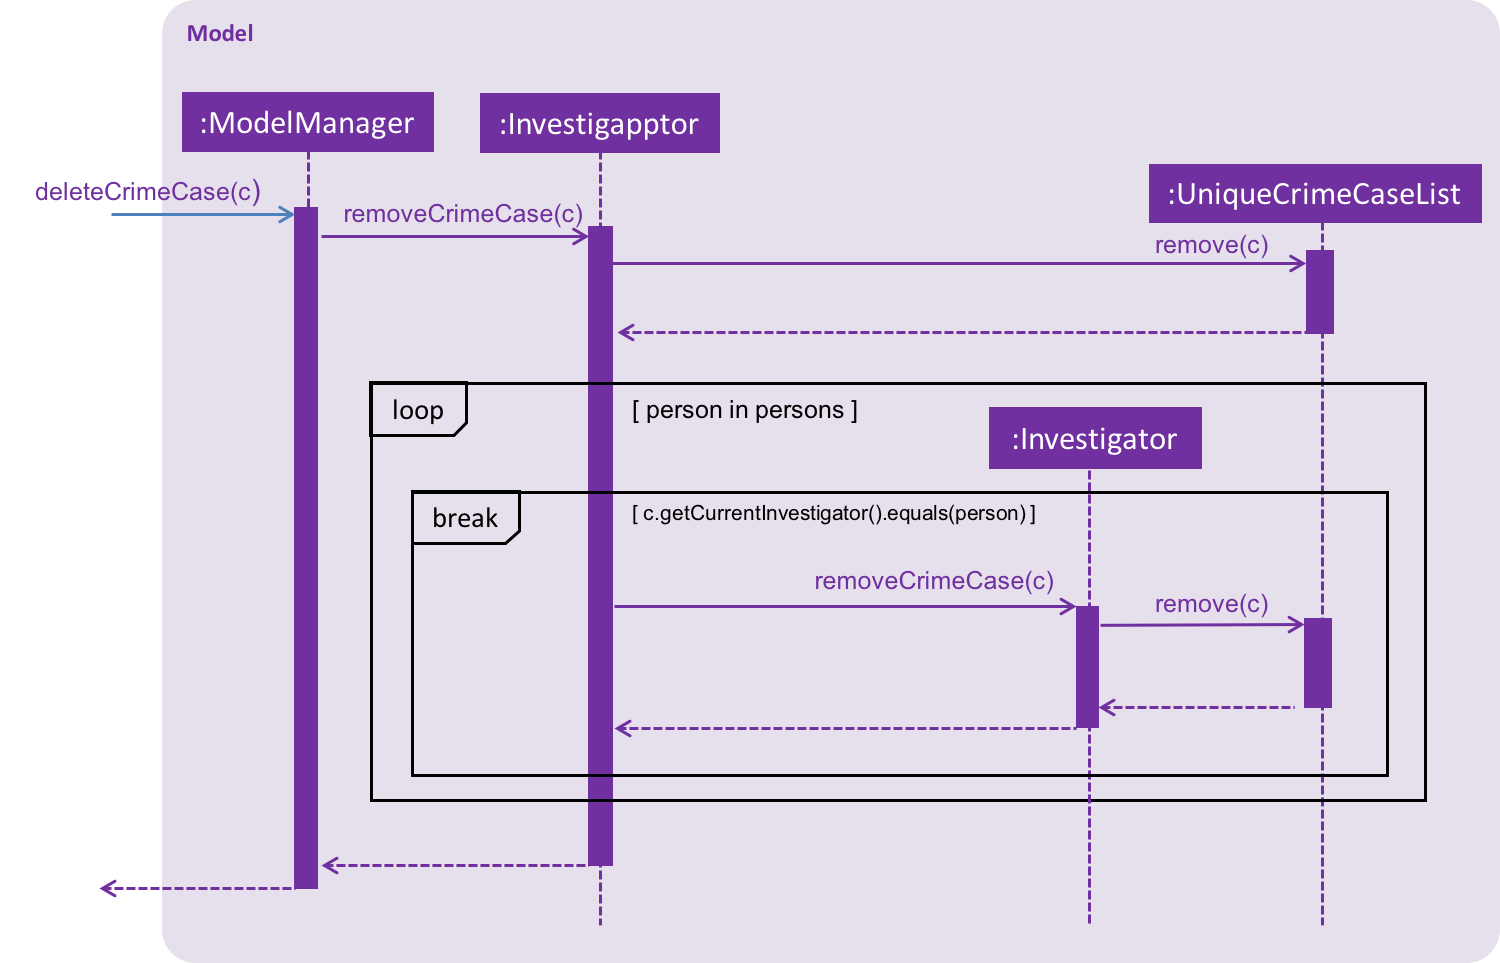 Model
:ModelManager
:Investigapptor
:UniqueCrimeCaseList
deleteCrimeCase(c)
removeCrimeCase(c)
remove(c)
loop
[ person in persons ]
:Investigator
break
[ c.getCurrentInvestigator().equals(person) ]
removeCrimeCase(c)
remove(c)